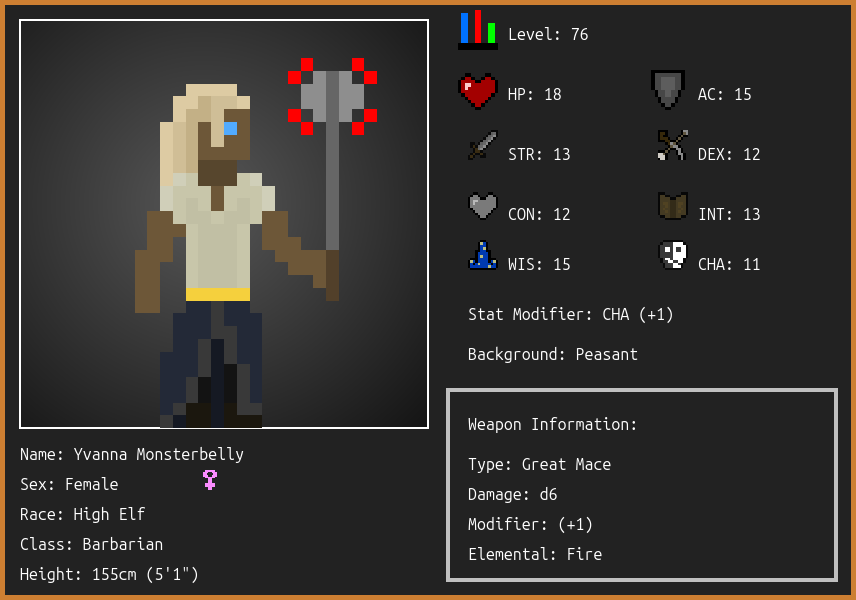 Level: 76
HP: 18
AC: 15
STR: 13
DEX: 12
CON: 12
INT: 13
WIS: 15
CHA: 11
Stat Modifier: CHA (+1)
Background: Peasant
Weapon Information:
Type: Great Mace
Damage: d6
Modifier: (+1)
Elemental: Fire
Name: Yvanna Monsterbelly
Sex: Female
Race: High Elf
Class: Barbarian
Height: 155cm (5'1")